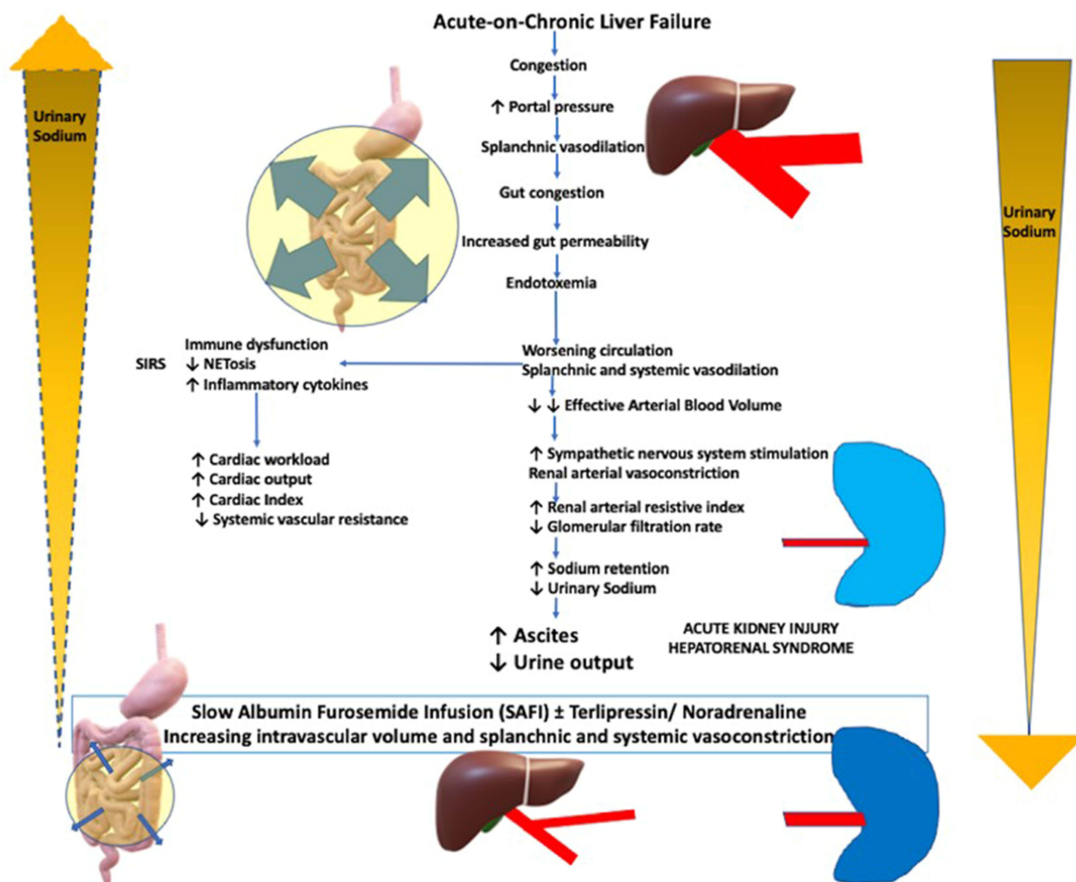 Acute-on-Chronic Liver Failure
Congestion
↑ Portal pressure
Splanchnic vasodilation
Gut congestion
Increased gut permeability
Endotoxemia
Urinary
Sodium
Urinary
Sodium
Worsening circulation
Splanchnic and systemic vasodilation
SIRS
Immune dysfunction
↓ NETosis
↑ Inflammatory cytokines
↑ Cardiac workload
↑ Cardiac output
↑ Cardiac Index
↓ Systemic vascular resistance
↓ ↓ Effective Arterial Blood Volume
↑ Sympathetic nervous system stimulation
Renal arterial vasoconstriction
↑ Renal arterial resistive index
↓ Glomerular filtration rate
↑ Sodium retention
↓ Urinary Sodium
↑ Ascites
↓ Urine output
ACUTE KIDNEY INJURY
HEPATORENAL SYNDROME
Slow Albumin Furosemide Infusion (SAFI) ± Terlipressin/ Noradrenaline
Increasing intravascular volume and splanchnic and systemic vasoconstriction